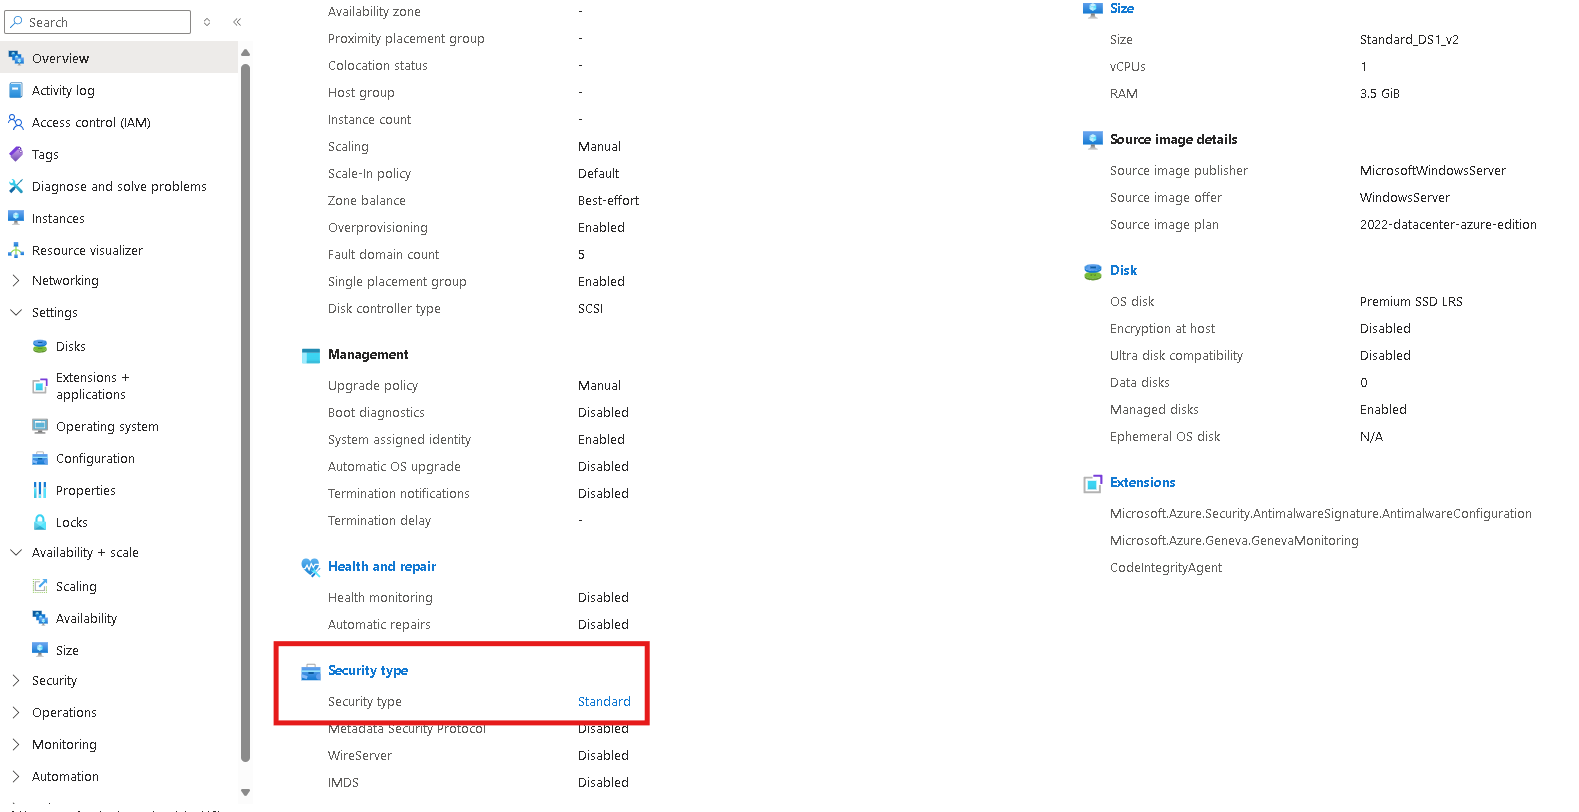 Search
Overview
Activity log
Access control (IAM)
Tags
Diagnose and solve problems
Instances
Resource visualizer
Networking
Settings
Disks
Extensions +
applications
Operating system
Configuration
Properties
Locks
Availability + scale
Scaling
Availability
Size
Security
Operations
Monitoring
Automation
Availability zone -
Proximity placement group -
Colocation status -
Host group -
Instance count -
Scaling Manual
Scale-In policy Default
Zone balance Best-effort
Overprovisioning Enabled
Fault domain count 5
Single placement group Enabled
Disk controller type SCSI
Management
Upgrade policy Manual
Boot diagnostics Disabled
System assigned identity Enabled
Automatic OS upgrade Disabled
Termination notifications Disabled
Termination delay -
Health and repair
Health monitoring Disabled
Automatic repairs Disabled
Security type
Security type Standard
Metadata Security Protocol Disabled
WireServer Disabled
IMDS Disabled
Size
Size Standard_DS1_v2
vCPUs 1
RAM 3.5 GiB
Source image details
Source image publisher MicrosoftWindowsServer
Source image offer WindowsServer
Source image plan 2022-datacenter-azure-edition
Disk
OS disk Premium SSD LRS
Encryption at host Disabled
Ultra disk compatibility Disabled
Data disks 0
Managed disks Enabled
Ephemeral OS disk N/A
Extensions
Microsoft.Azure.Security.AntimalwareSignature.AntimalwareConfiguration
Microsoft.Azure.Geneva.GenevaMonitoring
CodeIntegrityAgent